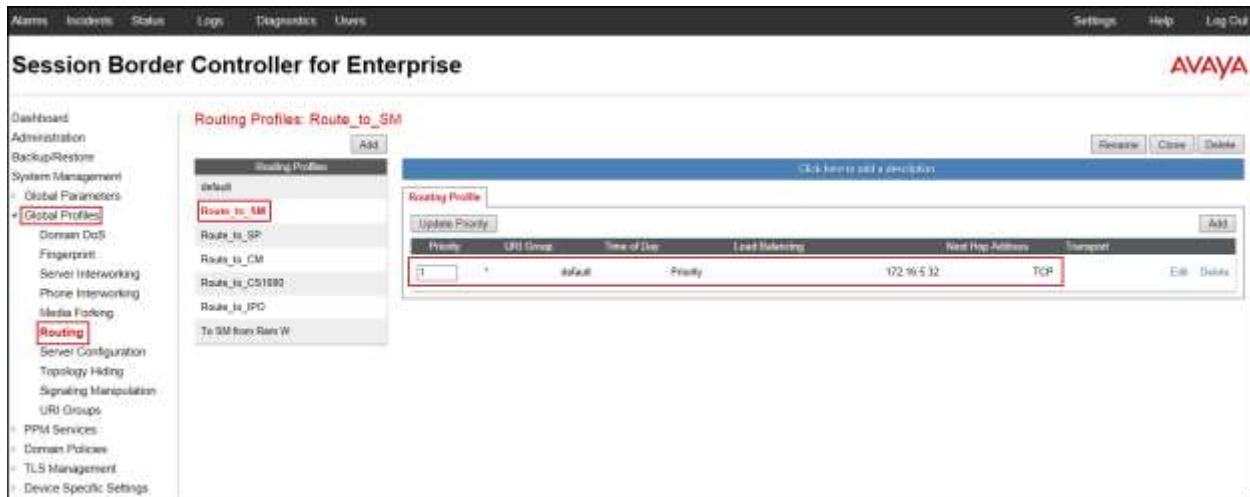 Alarms Incidents Status Logs Diagnostics Users Settings Help Log Out
Session Border Controller for Enterprise
AVAYA
Dashboard
Administration
Backup/Restore
System Management
Global Parameters
Global Profiles
Domain DoS
Fingerprint
Server Interworking
Phone Interworking
Media Forking
Routing
Server Configuration
Topology Hiding
Signaling Manipulation
URI Groups
PPM Services
Domain Policies
TLS Management
Device Specific Settings
Routing Profiles: Route_to_SM
Add
Rename Clone Delete
Routing Profiles
default
Route_to_SM
Route_to_SP
Route_to_CM
Route_to_CS1000
Route_to_IPO
To SM from Rem W
Click here to add a description
Routing Profile
Update Priority Add
Priority URI Group Time of Day Load Balancing Next Hop Address Transport
1 * default Priority 172.16.5.32 TCP Edit Delete